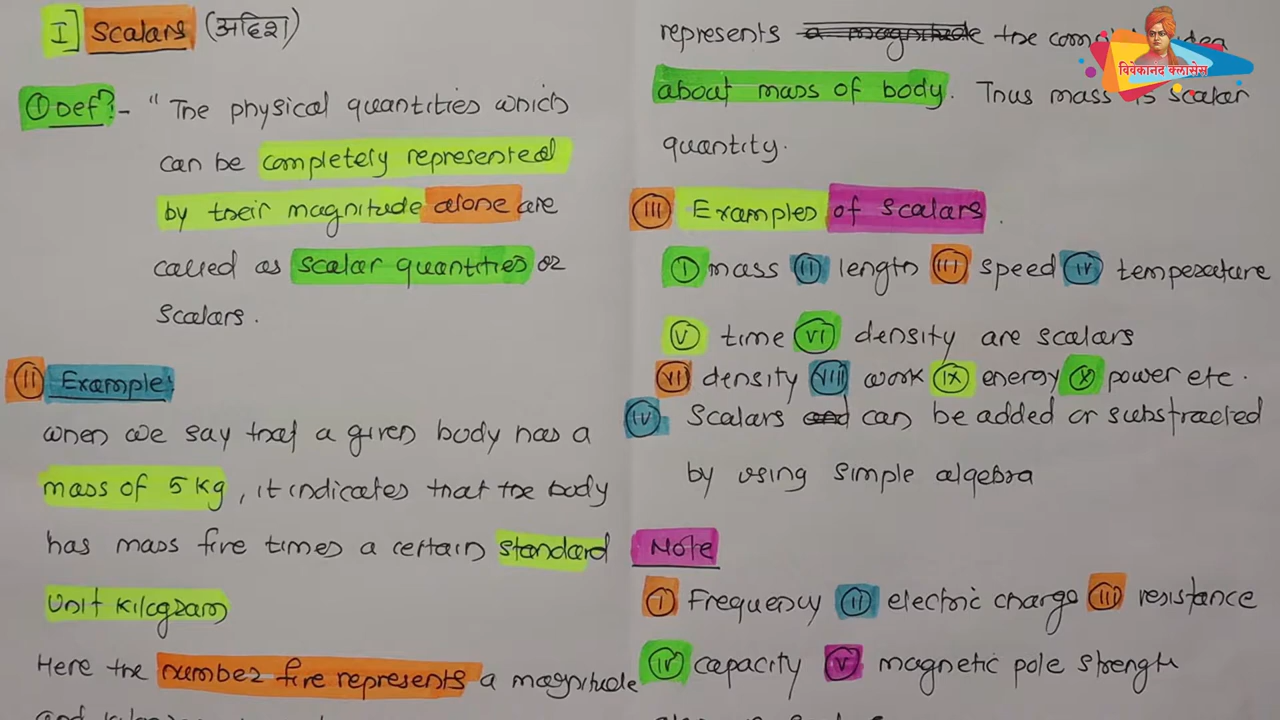 I] Scalars (अदिश)
① Def? - " The physical quantities which
can be completely represented
by their magnitude alone are
called as scalar quantities or
scalars.
II Example:
when we say that a given body has a
mass of 5 kg, it indicates that the body
has mass five times a certain standard
unit kilogram
Here the number five represents a magnitude
represents the idea
about mass of body. Thus mass is scalar
quantity.
III Examples of scalars.
I mass II length III speed IV temperature
V time VI density are scalars
VI density VIII work IX energy X power etc.
IV Scalars can be added or substracted
by using simple algebra
Note
I Frequency II electric charge III resistance
IV capacity V magnetic pole strength
विवेकानंद क्लासेस